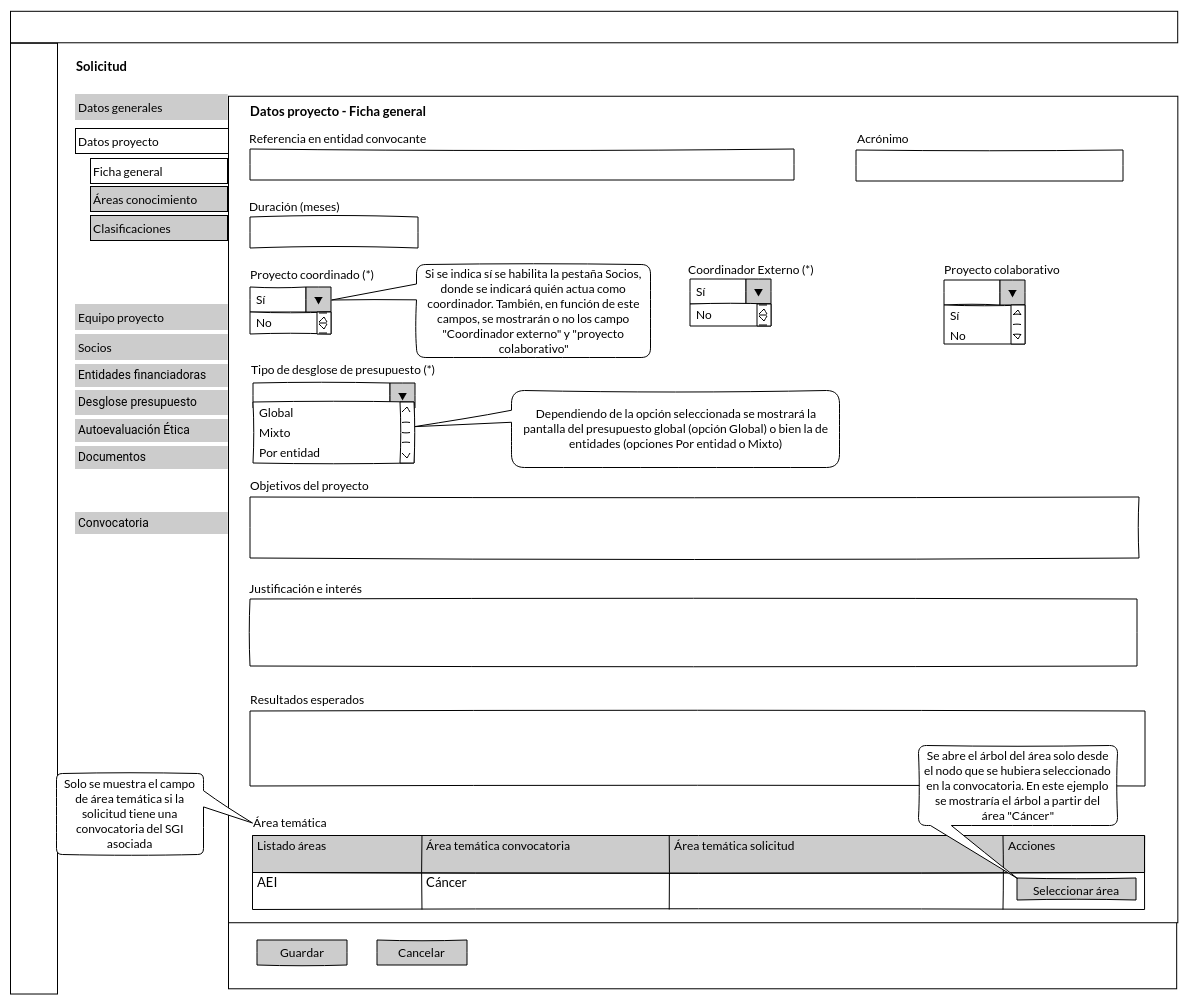 Solicitud
Datos generales
Datos proyecto
Ficha general
Áreas conocimiento
Clasificaciones
Equipo proyecto
Socios
Entidades financiadoras
Desglose presupuesto
Autoevaluación Ética
Documentos
Convocatoria
Datos proyecto - Ficha general
Referencia en entidad convocante
Acrónimo
Duración (meses)
Proyecto coordinado (*)
Sí
No
Si se indica sí se habilita la pestaña Socios,
donde se indicará quién actua como
coordinador. También, en función de este
campos, se mostrarán o no los campo
"Coordinador externo" y "proyecto
colaborativo"
Coordinador Externo (*)
Sí
No
Proyecto colaborativo
Sí
No
Tipo de desglose de presupuesto (*)
Global
Mixto
Por entidad
Dependiendo de la opción seleccionada se mostrará la
pantalla del presupuesto global (opción Global) o bien la de
entidades (opciones Por entidad o Mixto)
Objetivos del proyecto
Justificación e interés
Resultados esperados
Se abre el árbol del área solo desde
el nodo que se hubiera seleccionado
en la convocatoria. En este ejemplo
se mostraría el árbol a partir del
área "Cáncer"
Solo se muestra el campo
de área temática si la
solicitud tiene una
convocatoria del SGI
asociada
Área temática
Listado áreas
Área temática convocatoria
Área temática solicitud
Acciones
AEI
Cáncer
Seleccionar área
Guardar
Cancelar